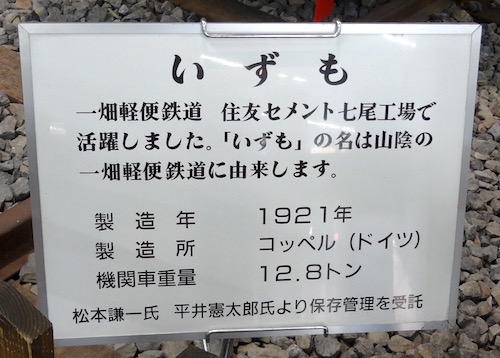 いずも
一畑軽便鉄道　住友セメント七尾工場で
活躍しました。「いずも」の名は山陰の
一畑軽便鉄道に由来します。
製造年　1921年
製造所　コッペル（ドイツ）
機関車重量　12.8トン
松本謙一氏　平井憲太郎氏より保存管理を受託